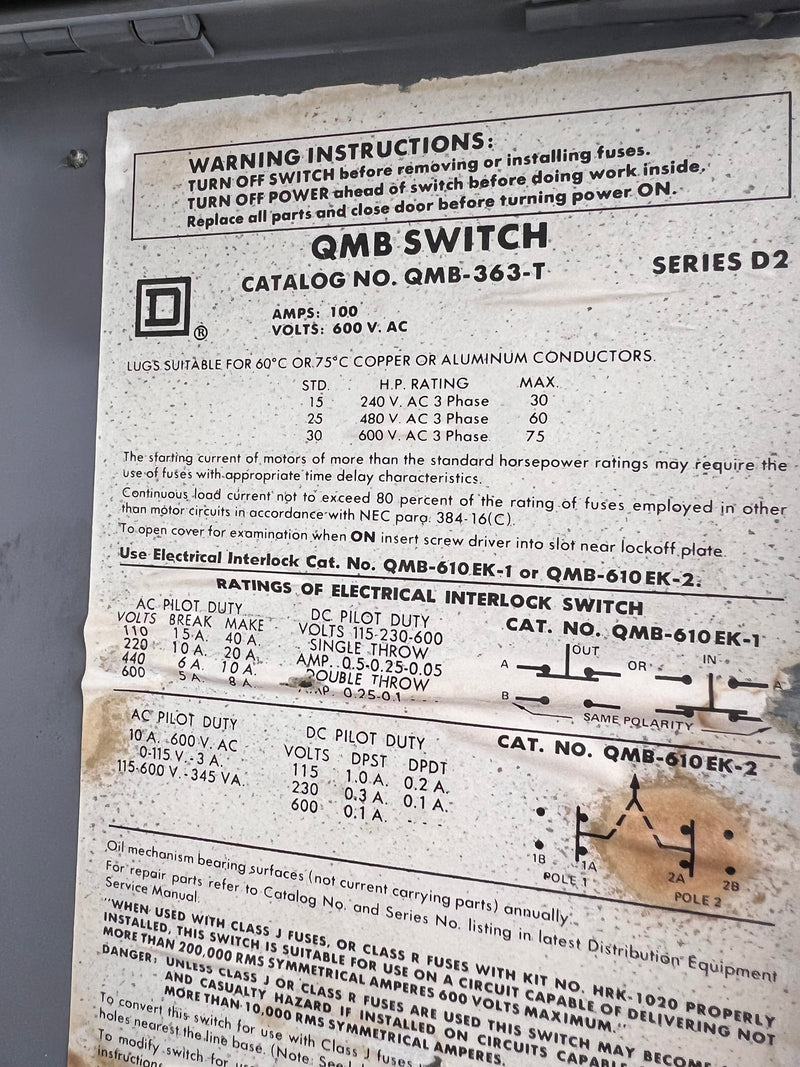 WARNING INSTRUCTIONS:
TURN OFF SWITCH before removing or installing fuses.
TURN OFF POWER ahead of switch before doing work inside.
Replace all parts and close door before turning power ON.
QMB SWITCH
CATALOG NO. QMB-363-T
SERIES D2
D ®
AMPS: 100
VOLTS: 600 V. AC
LUGS SUITABLE FOR 60°C OR 75°C COPPER OR ALUMINUM CONDUCTORS.
STD. H.P. RATING MAX.
15 240 V. AC 3 Phase 30
25 480 V. AC 3 Phase 60
30 600 V. AC 3 Phase 75
The starting current of motors of more than the standard horsepower ratings may require the
use of fuses with appropriate time delay characteristics.
Continuous load current not to exceed 80 percent of the rating of fuses employed in other
than motor circuits in accordance with NEC para. 384-16(C).
To open cover for examination when ON insert screw driver into slot near lockoff plate.
Use Electrical Interlock Cat. No. QMB-610EK-1 or QMB-610EK-2.
RATINGS OF ELECTRICAL INTERLOCK SWITCH
AC PILOT DUTY
VOLTS BREAK MAKE
110 15 A. 40 A.
220 10 A. 20 A.
440 6 A. 10 A.
600 5 A. 8 A.
DC PILOT DUTY
VOLTS 115-230-600
SINGLE THROW
AMP. 0.5-0.25-0.05
DOUBLE THROW
0.25-0.1 - - -
CAT. NO. QMB-610EK-1
OUT
A OR IN A
B
SAME POLARITY
AC PILOT DUTY
10 A. -600 V. AC
0-115 V.-3 A.
115-600 V.-345 VA.
DC PILOT DUTY
VOLTS DPST DPDT
115 1.0 A. 0.2 A.
230 0.3 A. 0.1 A.
600 0.1 A. - - - -
CAT. NO. QMB-610EK-2
1B 1A
POLE 1
2A 2B
POLE 2
Oil mechanism bearing surfaces (not current carrying parts) annually.
For repair parts refer to Catalog No. and Series No. listing in latest Distribution Equipment
Service Manual.
"WHEN USED WITH CLASS J FUSES, OR CLASS R FUSES WITH KIT NO. HRK-1020 PROPERLY
INSTALLED, THIS SWITCH IS SUITABLE FOR USE ON A CIRCUIT CAPABLE OF DELIVERING NOT
MORE THAN 200,000 RMS SYMMETRICAL AMPERES 600 VOLTS MAXIMUM."
DANGER: UNLESS CLASS J OR CLASS R FUSES ARE USED THIS SWITCH MAY BECOME
AND CASUALTY HAZARD IF INSTALLED ON CIRCUITS
MORE THAN 10,000 RMS SYMMETRICAL AMPERES.
To convert this switch for use with Class J fuses
holes nearest the line base. (Note: See
To modify switch for
instructions